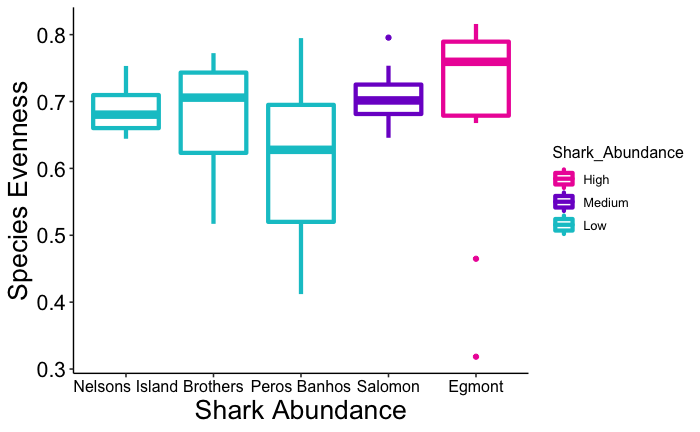 Species Evenness
0.8
0.7
0.6
0.5
0.4
0.3
Nelsons Island Brothers Peros Banhos Salomon Egmont
Shark Abundance
Shark_Abundance
High
Medium
Low